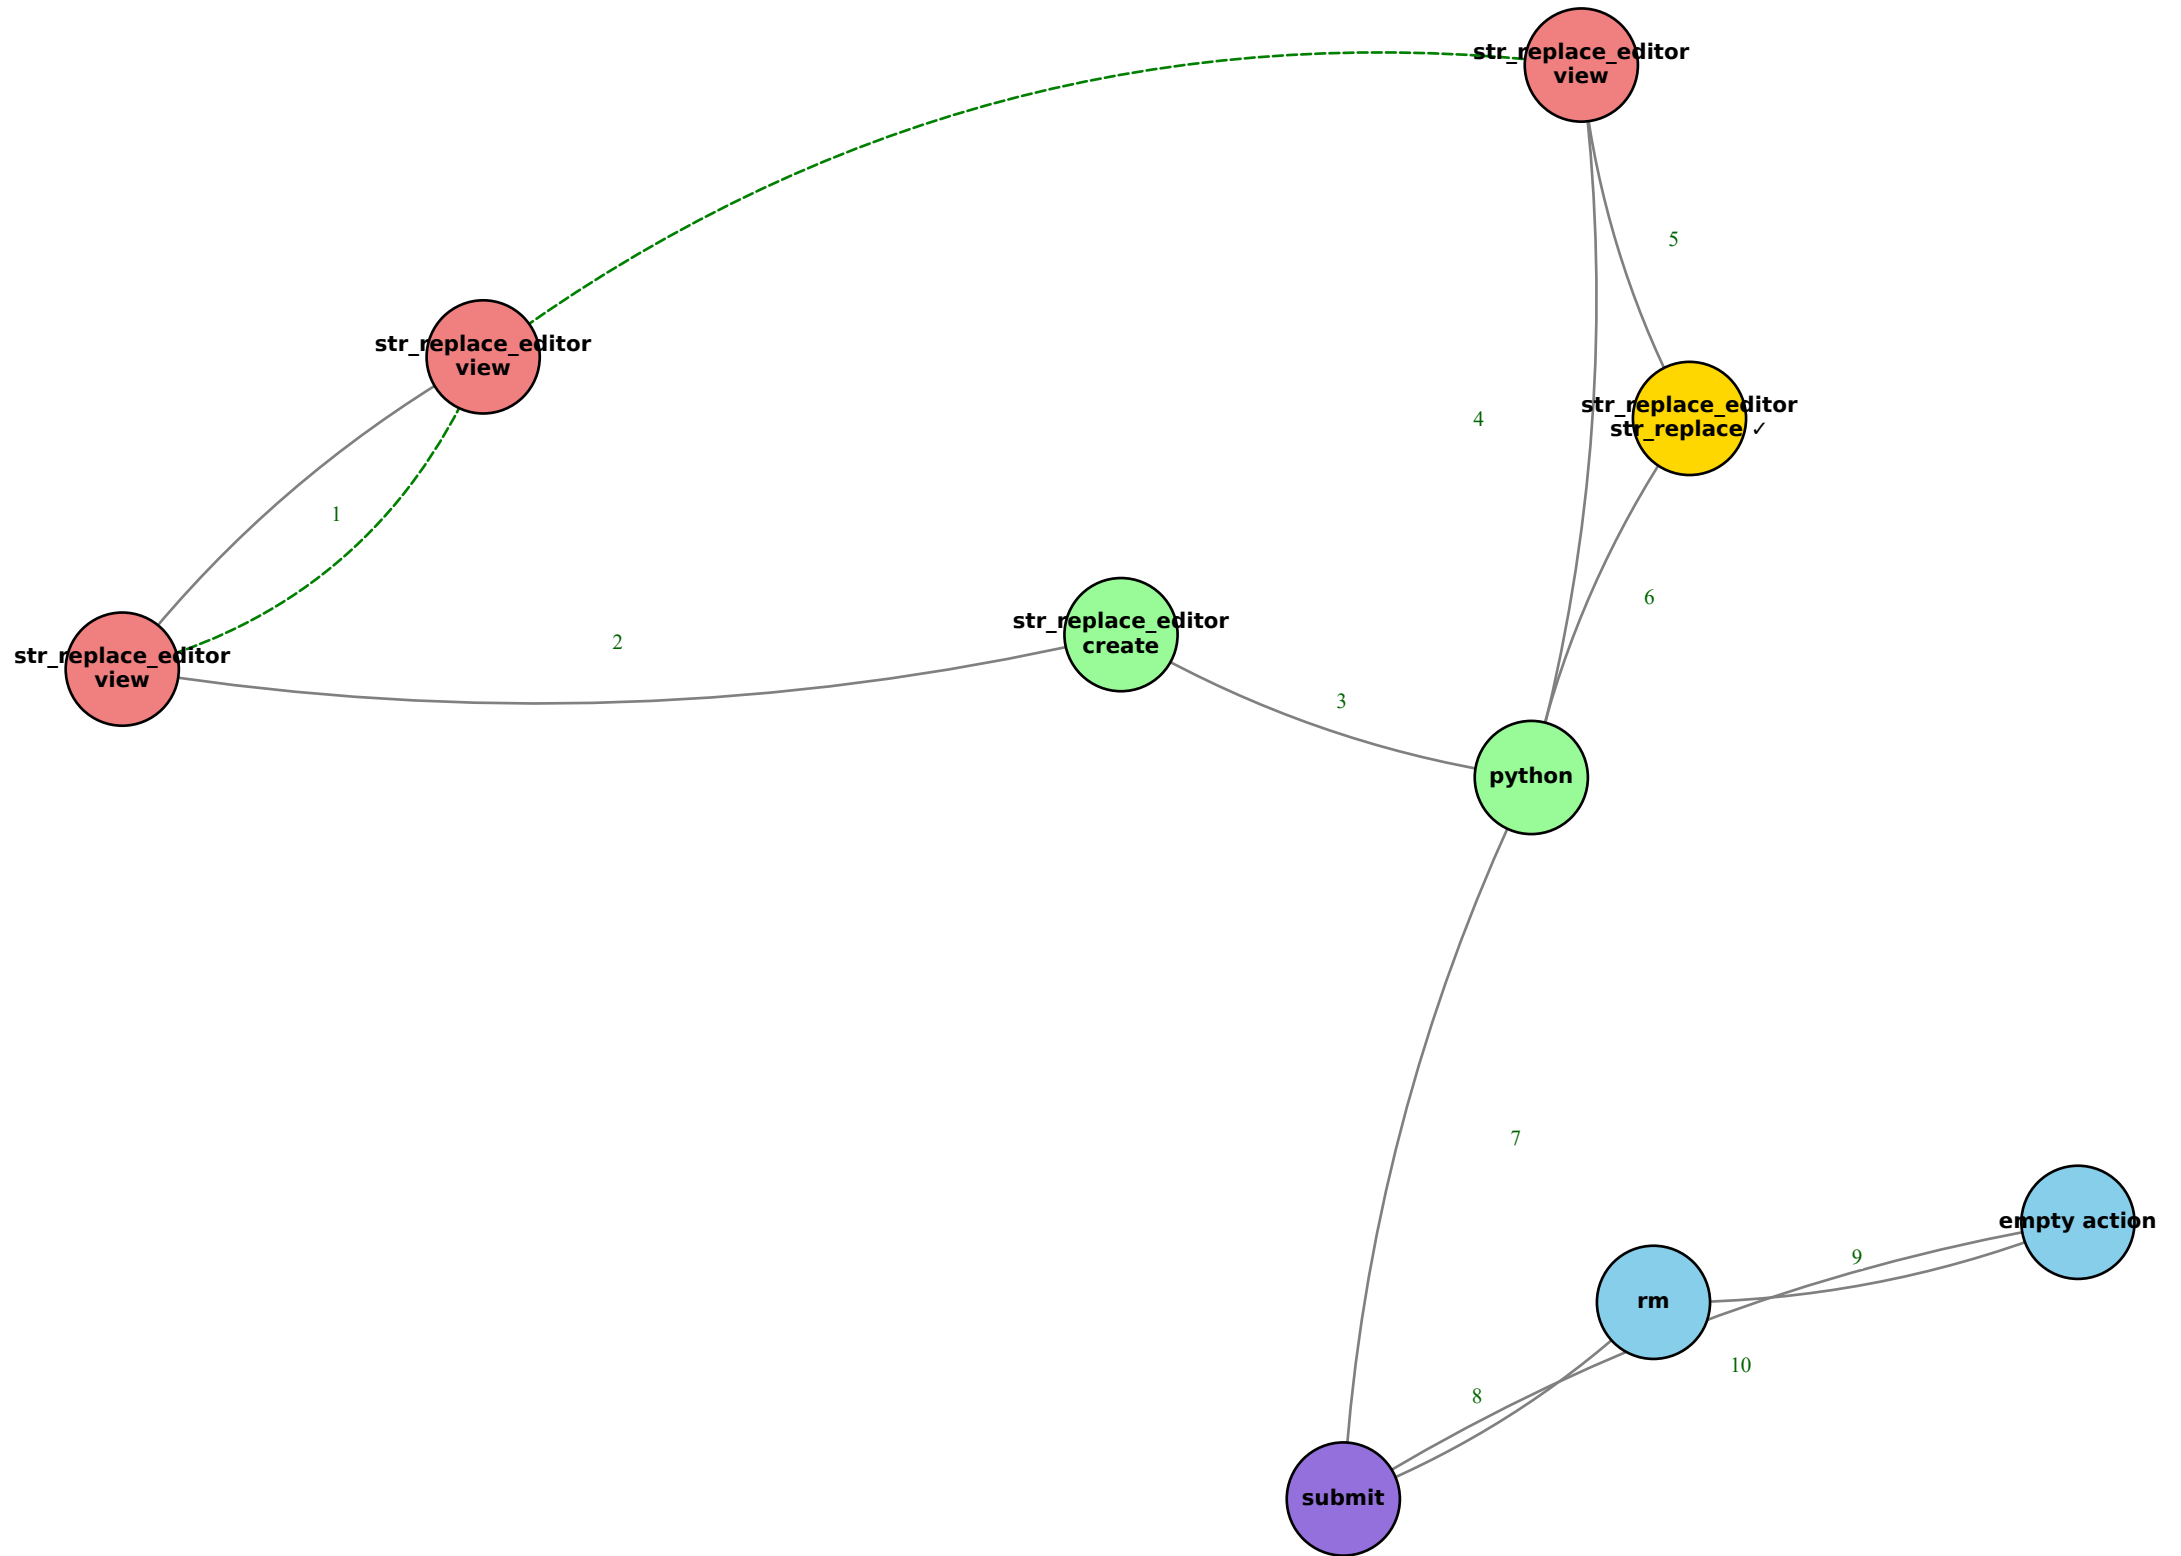 str_replace_editor
view
5
str_replace_editor
view
4
str_replace_editor
str_replace ✓
1
6
str_replace_editor
create
2
str_replace_editor
view
3
python
7
empty action
9
rm
10
8
submit